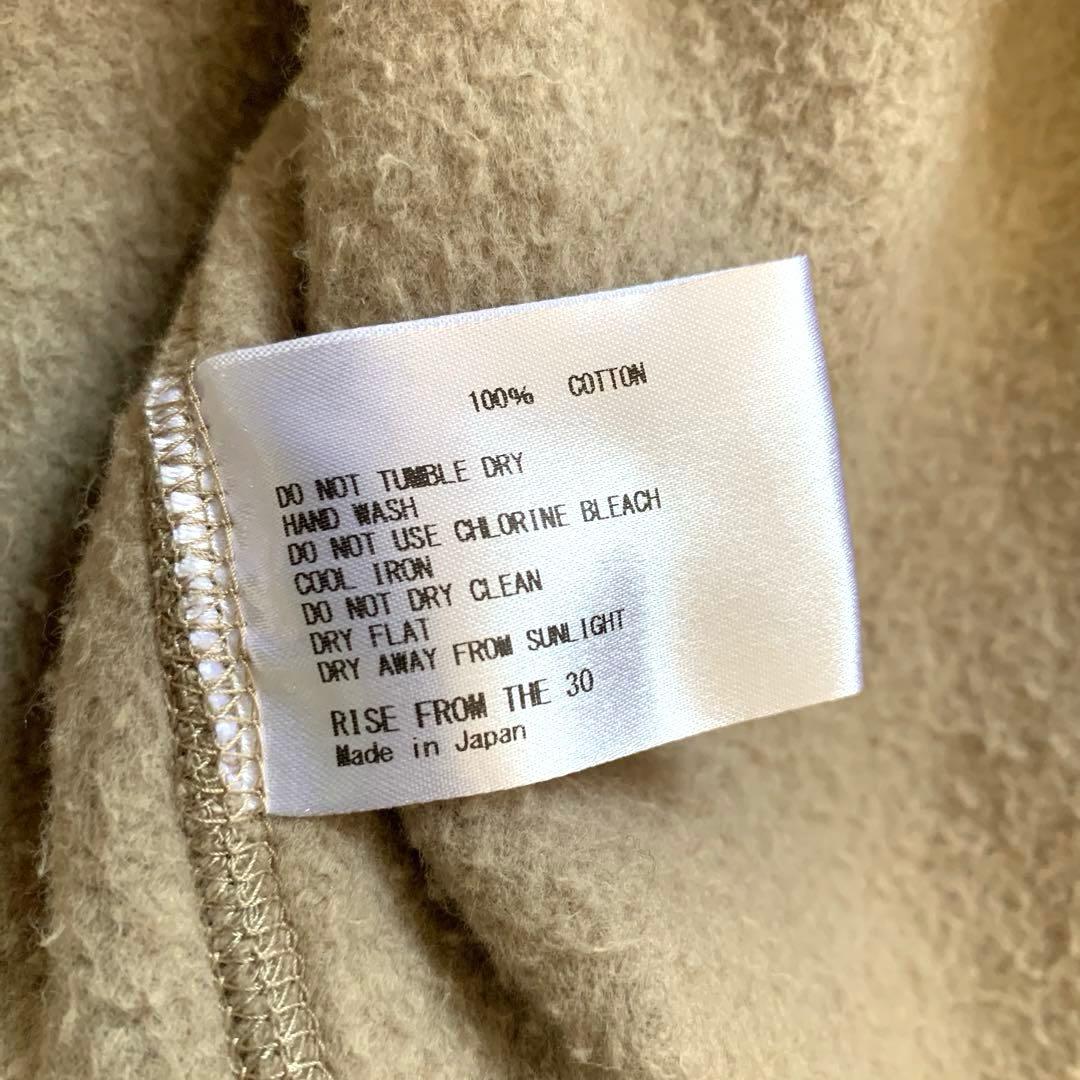 100% COTTON
DO NOT TUMBLE DRY
HAND WASH
DO NOT USE CHLORINE BLEACH
COOL IRON
DO NOT DRY CLEAN
DRY FLAT
DRY AWAY FROM SUNLIGHT
RISE FROM THE 30
Made in Japan